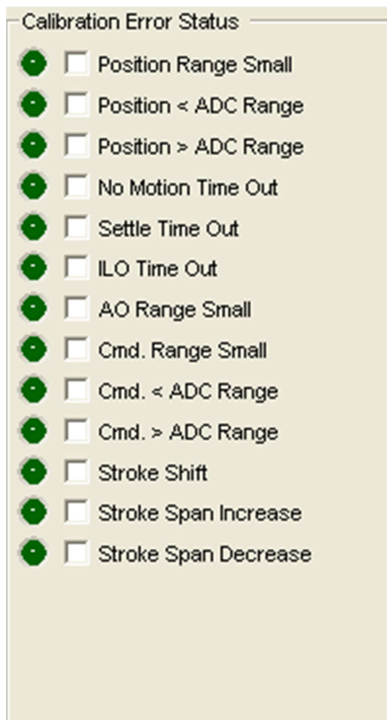 Calibration Error Status
Position Range Small
Position < ADC Range
Position > ADC Range
No Motion Time Out
Settle Time Out
ILO Time Out
AO Range Small
Cmd. Range Small
Cmd. < ADC Range
Cmd. > ADC Range
Stroke Shift
Stroke Span Increase
Stroke Span Decrease